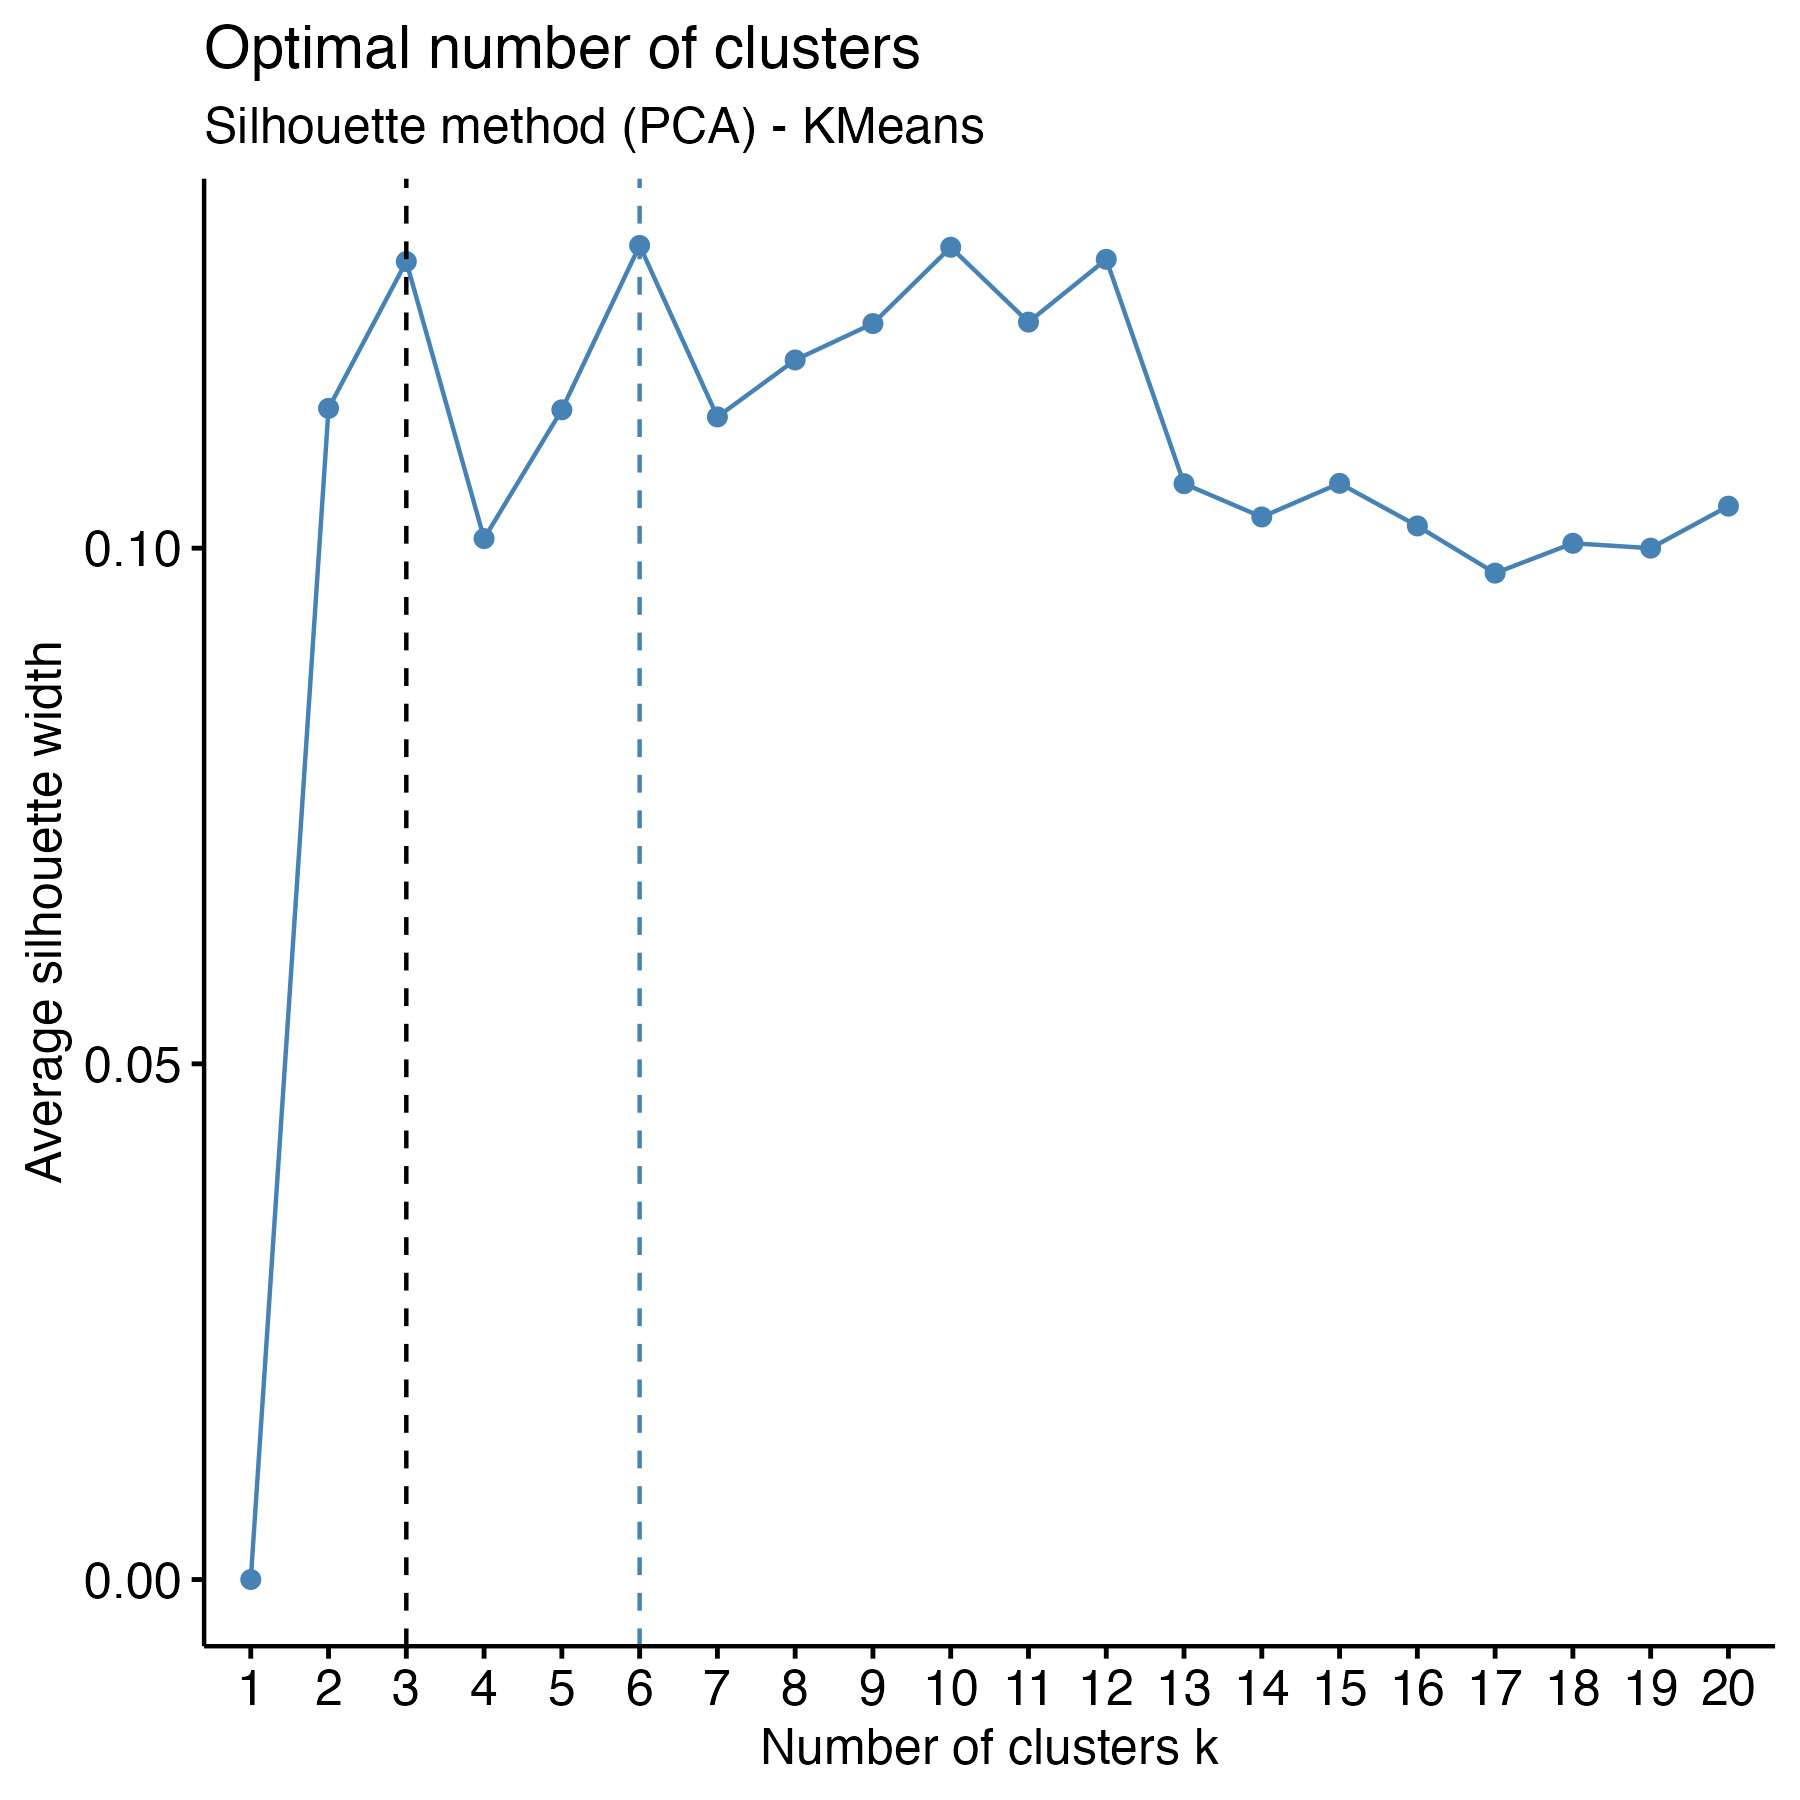 Optimal number of clusters
Silhouette method (PCA) - KMeans
Average silhouette width
0.10
0.05
0.00
1 2 3 4 5 6 7 8 9 10 11 12 13 14 15 16 17 18 19 20
Number of clusters k